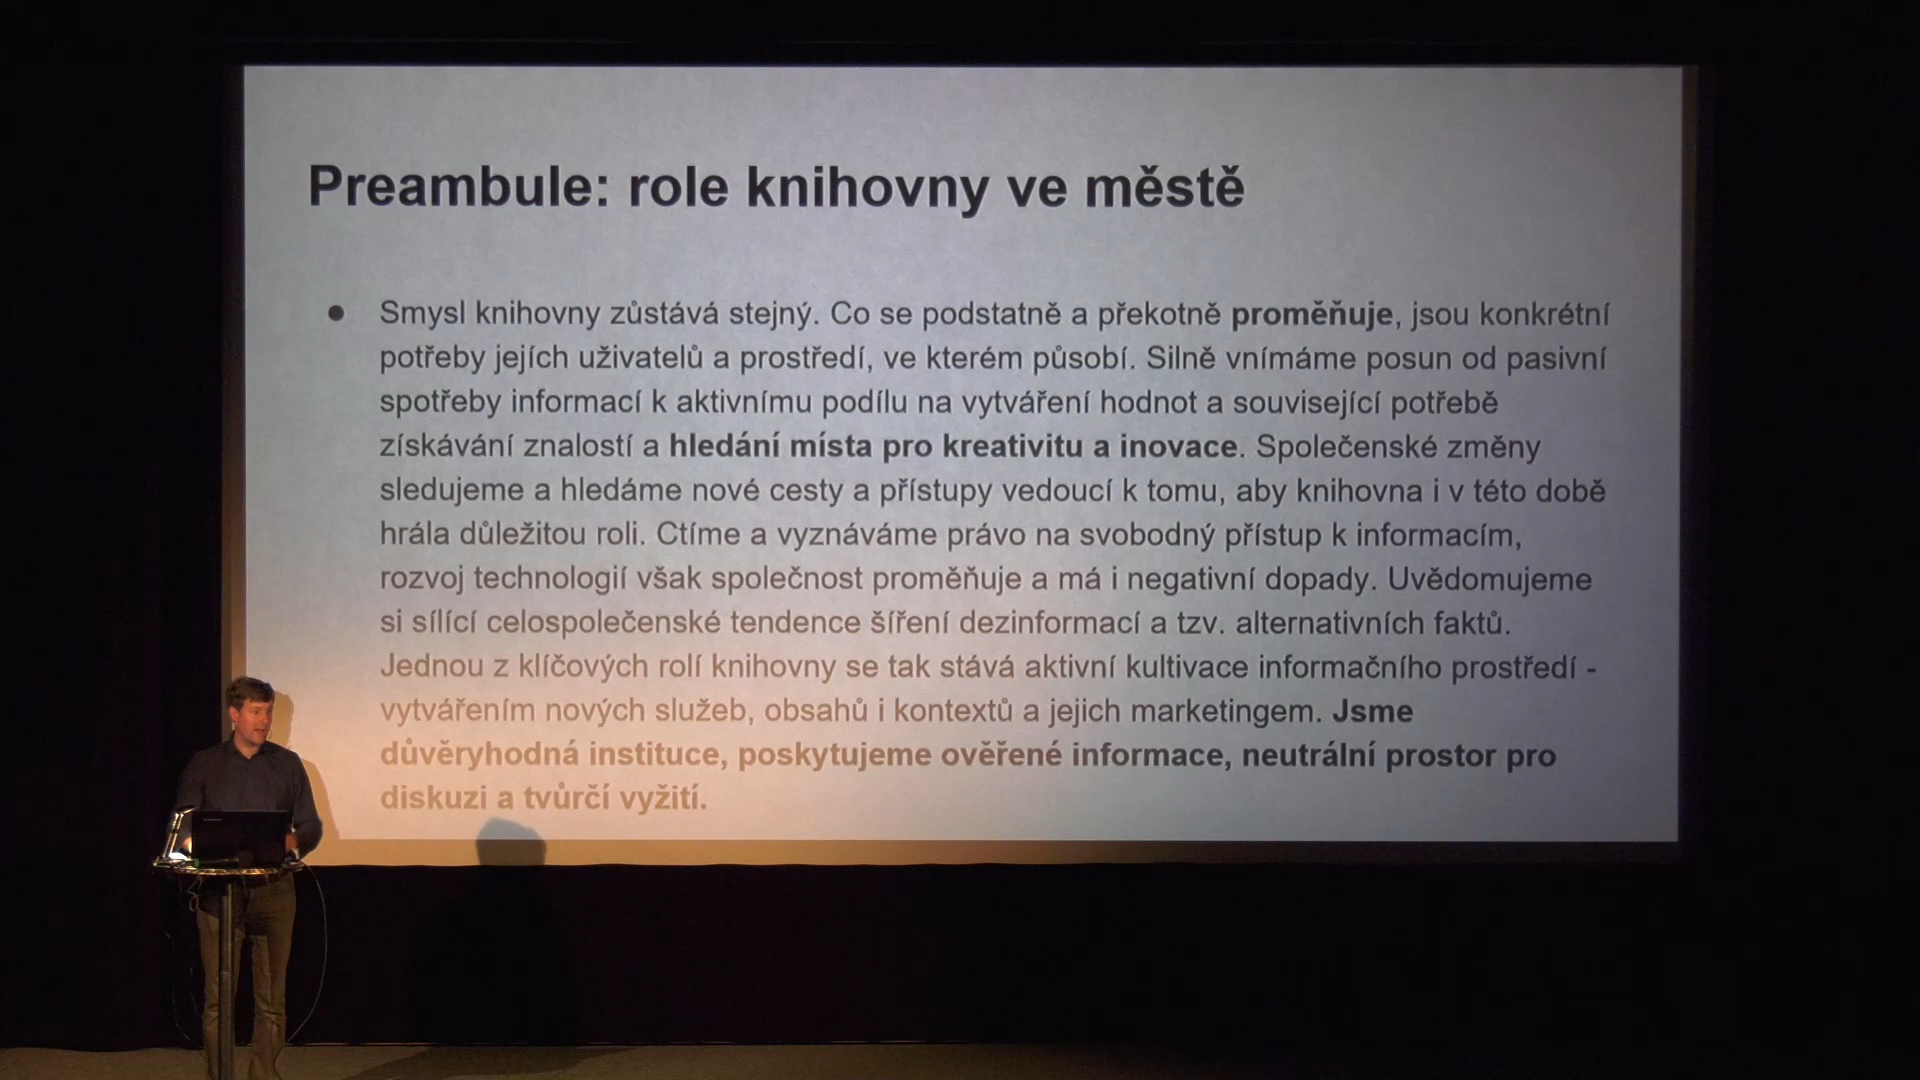 Preambule: role knihovny ve městě
● Smysl knihovny zůstává stejný. Co se podstatně a překotně proměňuje, jsou konkrétní
potřeby jejích uživatelů a prostředí, ve kterém působí. Silně vnímáme posun od pasivní
spotřeby informací k aktivnímu podílu na vytváření hodnot a související potřebě
získávání znalostí a hledání místa pro kreativitu a inovace. Společenské změny
sledujeme a hledáme nové cesty a přístupy vedoucí k tomu, aby knihovna i v této době
hrála důležitou roli. Ctíme a vyznáváme právo na svobodný přístup k informacím,
rozvoj technologií však společnost proměňuje a má i negativní dopady. Uvědomujeme
si sílící celospolečenské tendence šíření dezinformací a tzv. alternativních faktů.
Jednou z klíčových rolí knihovny se tak stává aktivní kultivace informačního prostředí -
vytvářením nových služeb, obsahů i kontextů a jejich marketingem. Jsme
důvěryhodná instituce, poskytujeme ověřené informace, neutrální prostor pro
diskuzi a tvůrčí vyžití.